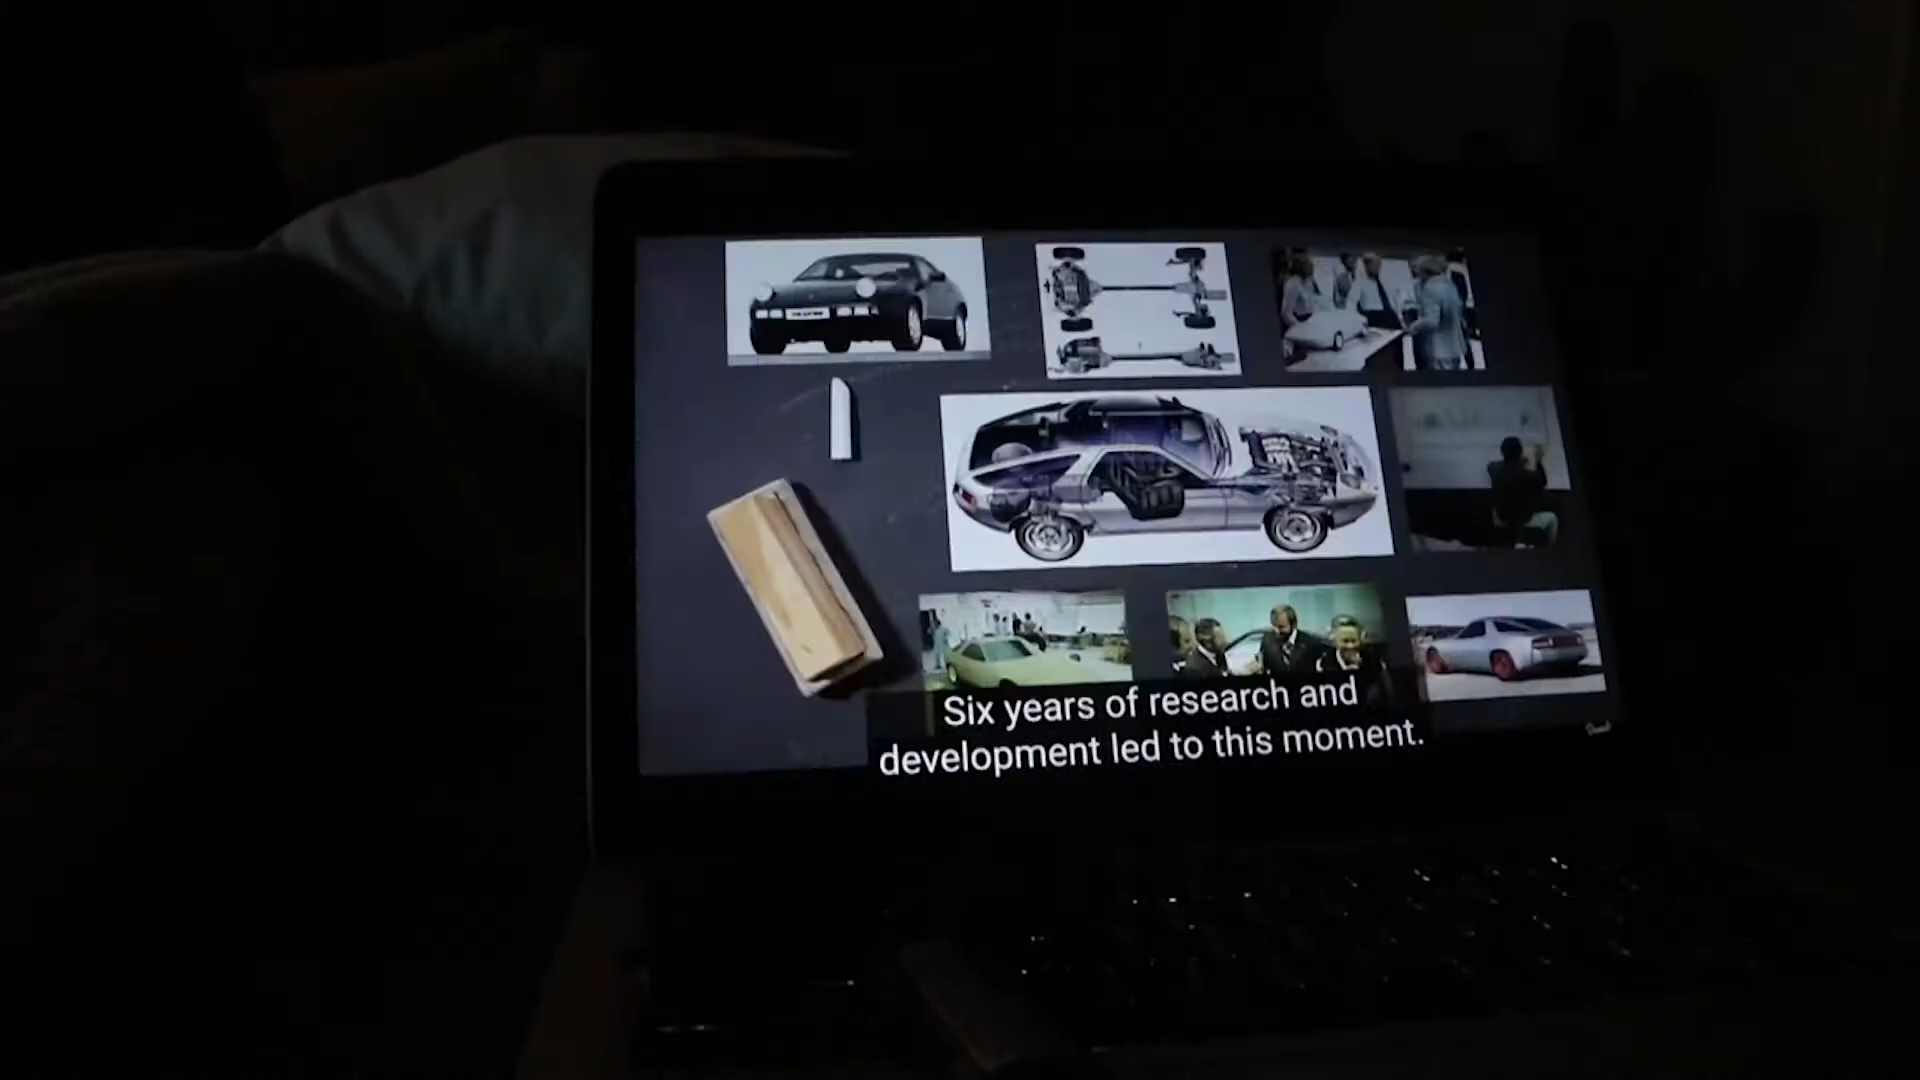 Six years of research and
development led to this moment.